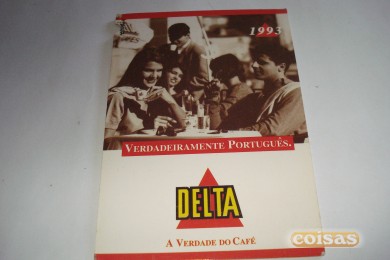 1993
VERDADEIRAMENTE PORTUGUÊS.
DELTA
A VERDADE DO CAFÉ
coisas